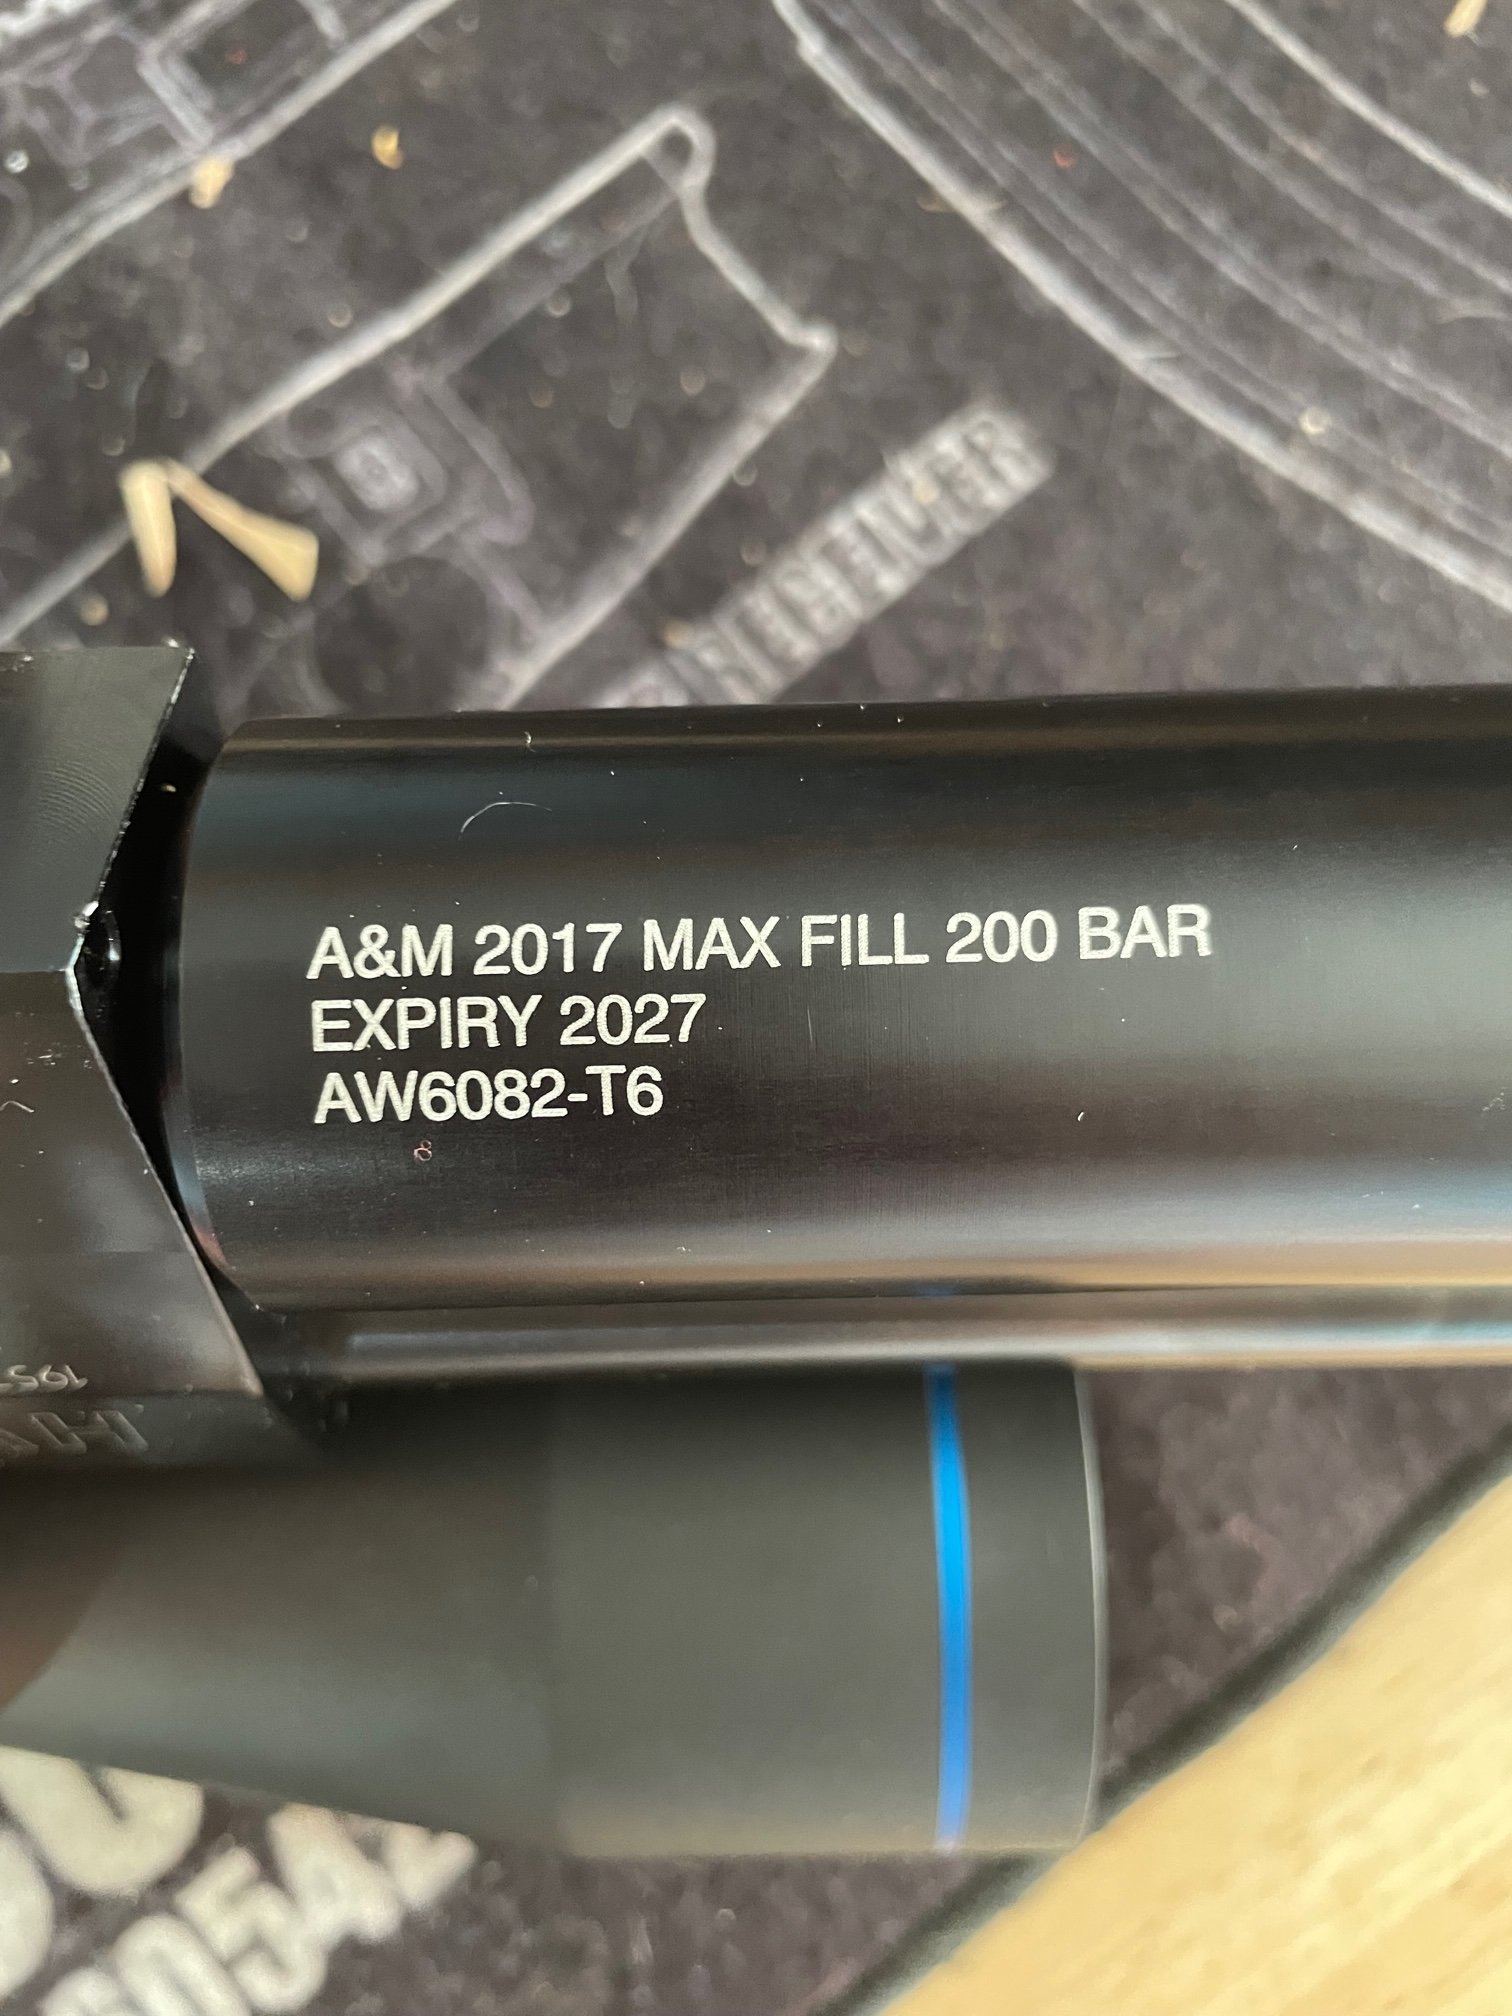 A&M 2017 MAX FILL 200 BAR
EXPIRY 2027
AW6082-T6